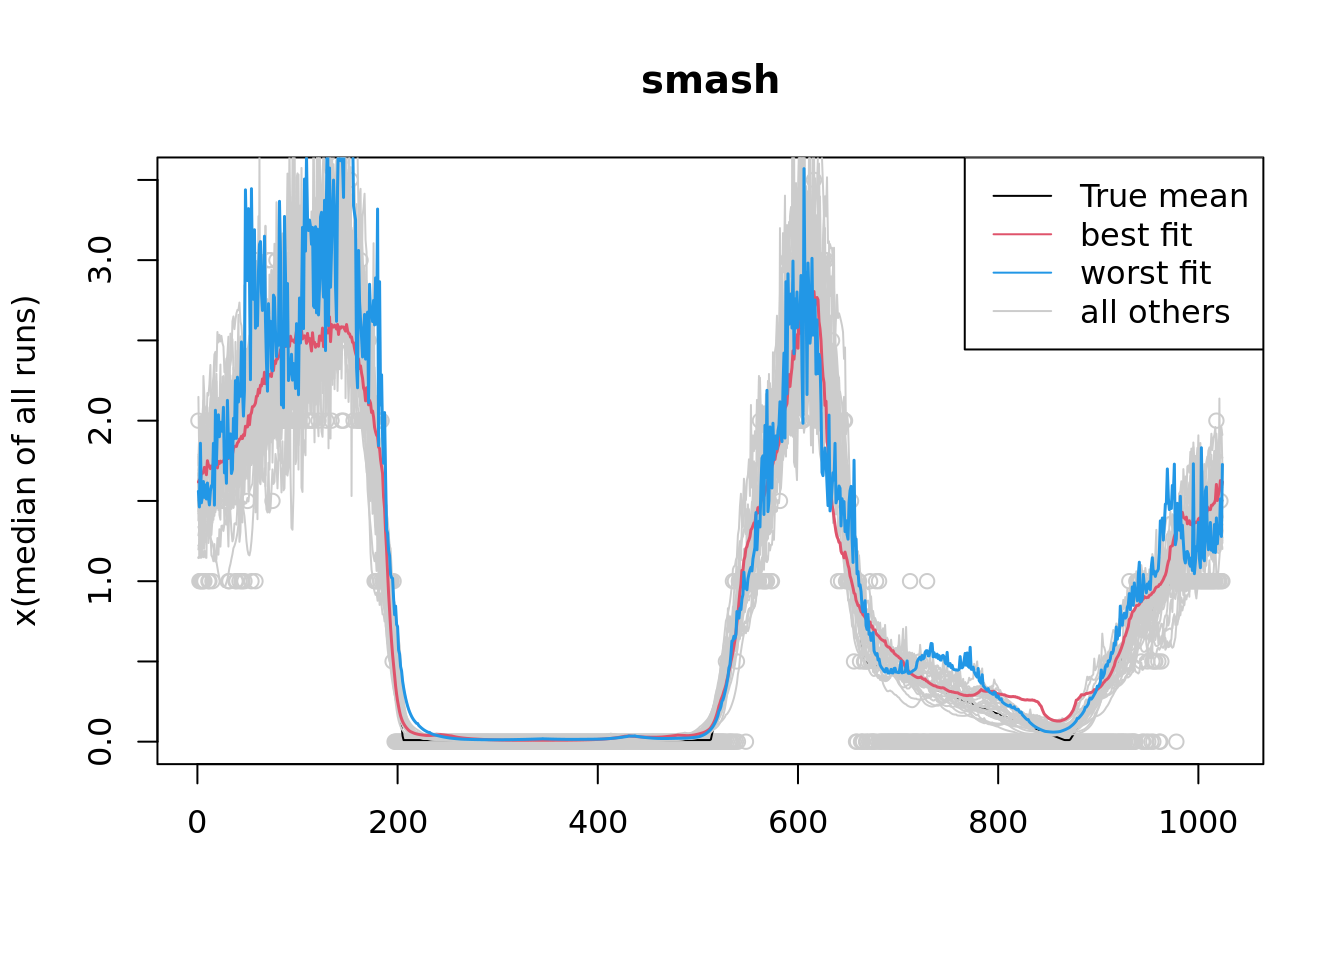 smash
x(median of all runs)
3.0
2.0
1.0
0.0
True mean
best fit
worst fit
all others
0 200 400 600 800 1000